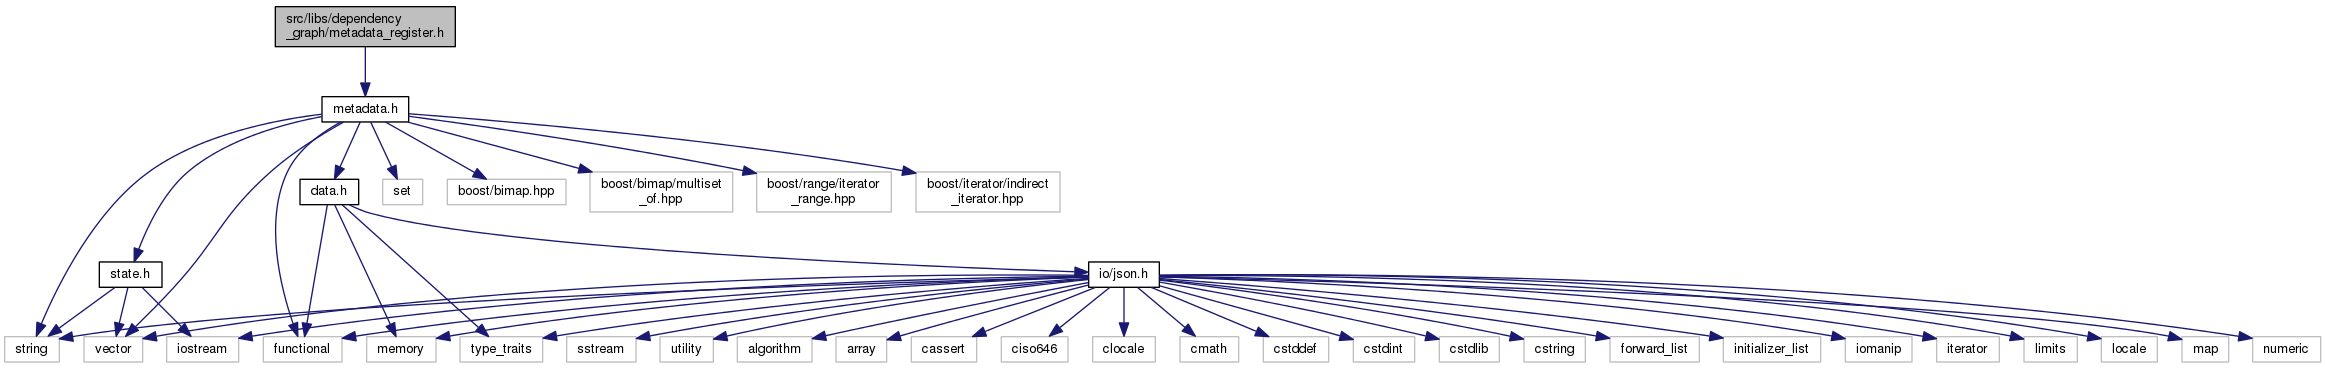 src/libs/dependency
_graph/metadata_register.h
metadata.h
data.h
set
boost/bimap.hpp
boost/bimap/multiset
_of.hpp
boost/range/iterator
_range.hpp
boost/iterator/indirect
_iterator.hpp
state.h
io/json.h
string
vector
iostream
functional
memory
type_traits
sstream
utility
algorithm
array
cassert
ciso646
clocale
cmath
cstddef
cstdint
cstdlib
cstring
forward_list
initializer_list
iomanip
iterator
limits
locale
map
numeric